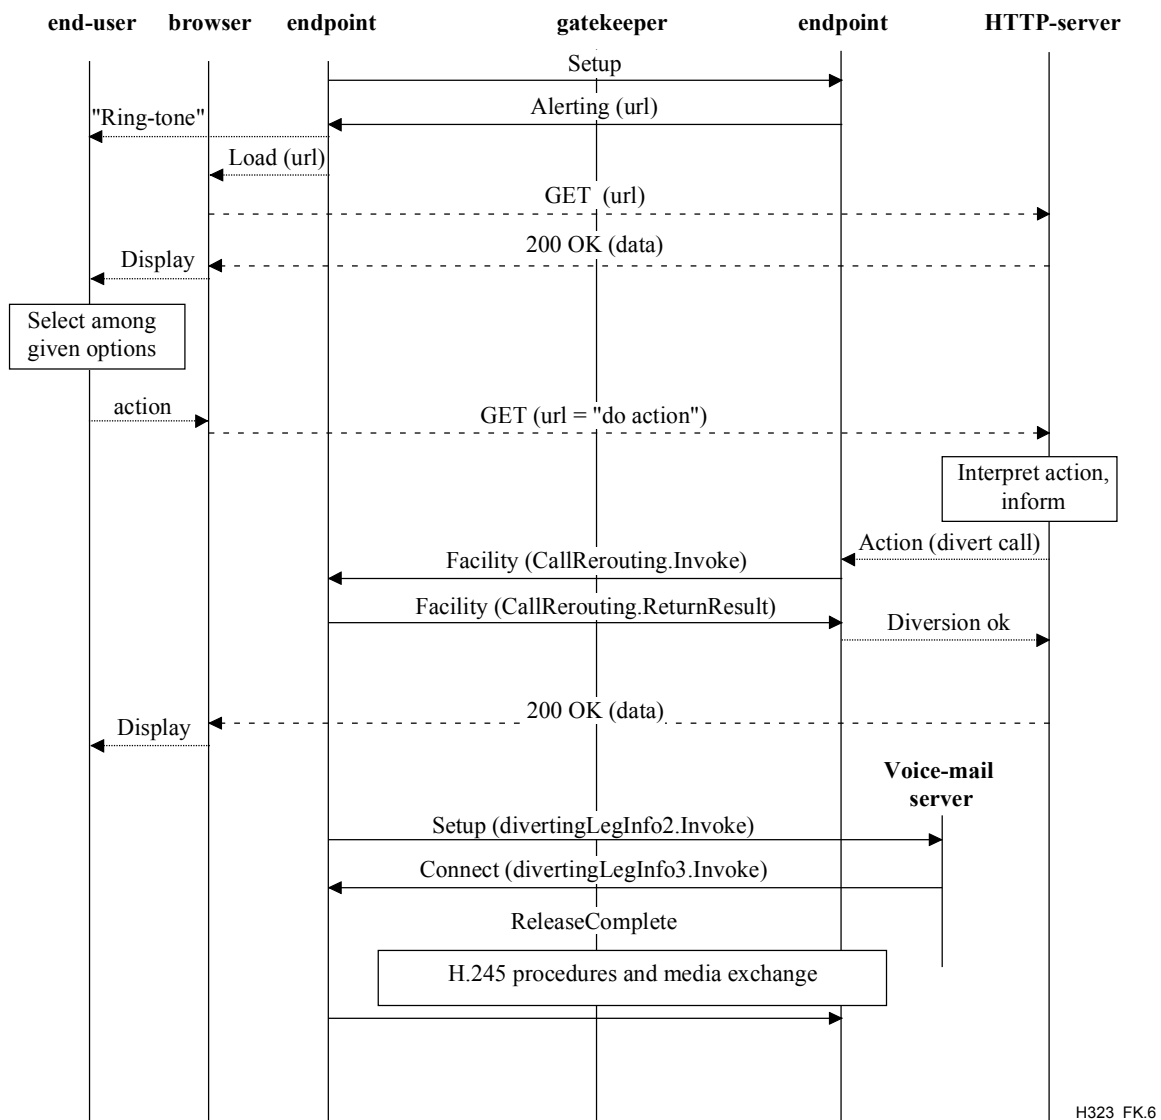 end-user browser endpoint gatekeeper endpoint HTTP-server
Setup
Alerting (url)
"Ring-tone"
Load (url)
GET (url)
200 OK (data)
Display
Select among
given options
action
GET (url = "do action")
Interpret action,
inform
Action (divert call)
Facility (CallRerouting.Invoke)
Facility (CallRerouting.ReturnResult)
Diversion ok
200 OK (data)
Display
Voice-mail
server
Setup (divertingLegInfo2.Invoke)
Connect (divertingLegInfo3.Invoke)
ReleaseComplete
H.245 procedures and media exchange
H323_FK.6